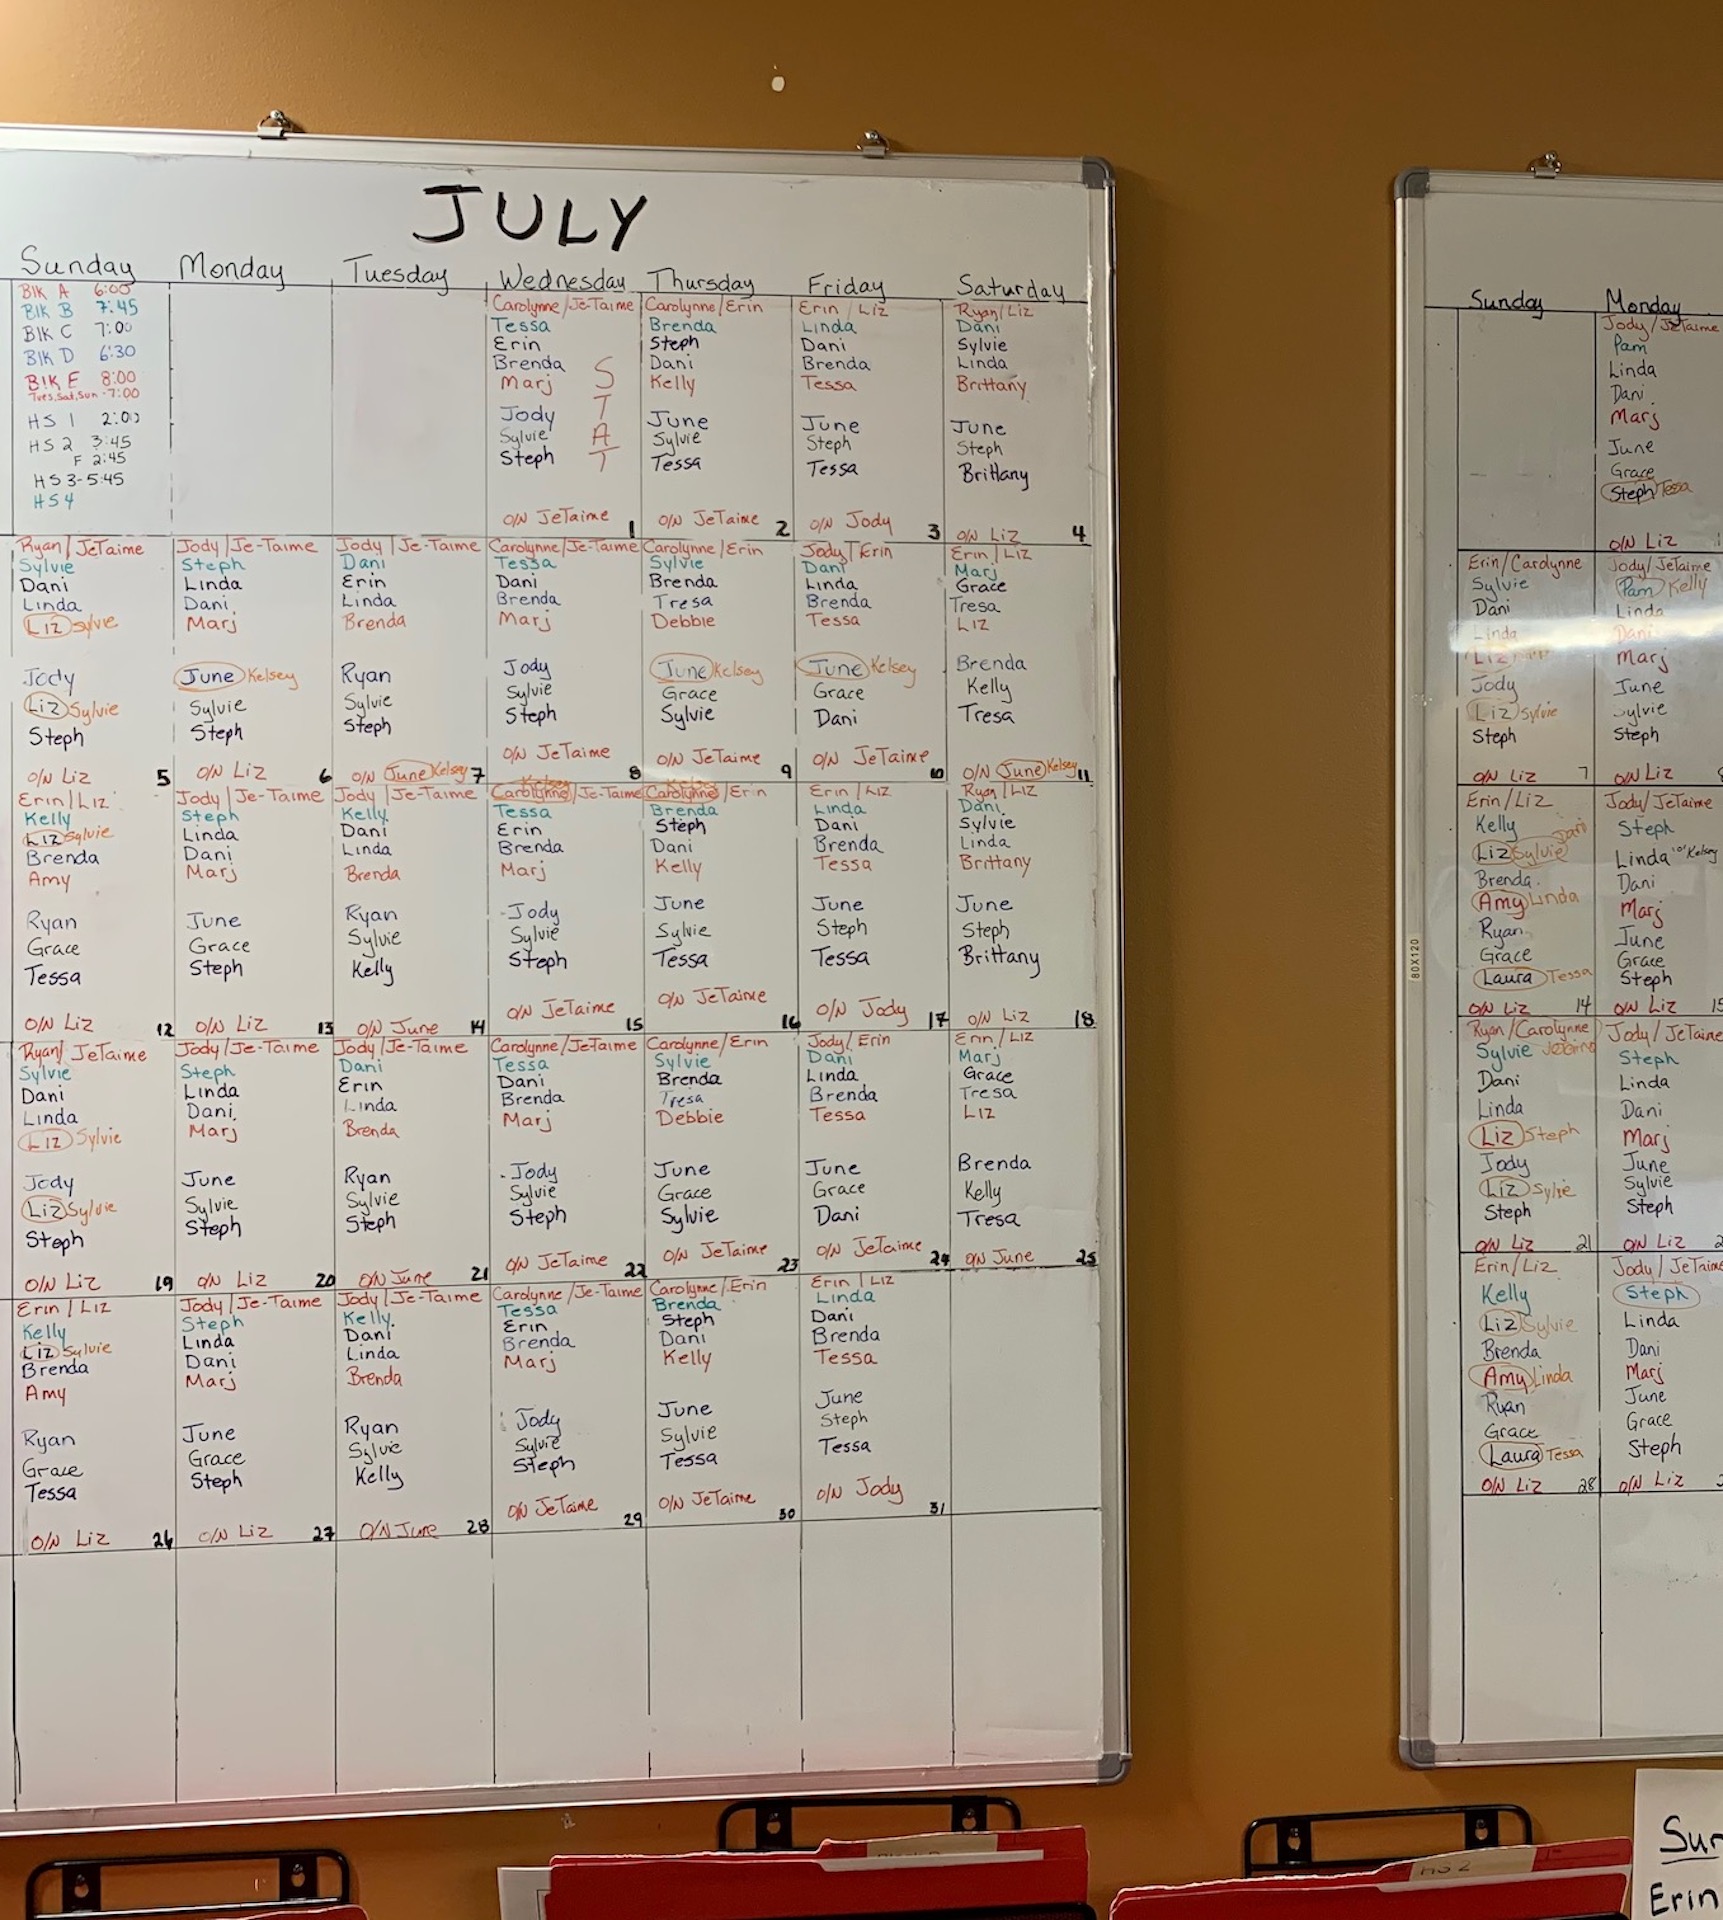 JULY
Sunday Monday Tuesday Wednesday Thursday Friday Saturday
Blk A 6:00
Blk B 7:45
Blk C 7:00
Blk D 6:30
Blk E 8:00
Tues, Sat, Sun - 7:00
HS 1 2:00
HS 2 3:45
F 2:45
HS 3 - 5:45
HS 4
Carolynne/Je-Taime
Tessa
Erin
Brenda
Marj
Jody
Sylvie
Steph
STAT
O/N JeTaime 1
Carolynne/Erin
Brenda
Steph
Dani
Kelly
June
Sylvie
Tessa
O/N JeTaime 2
Erin / Liz
Linda
Dani
Brenda
Tessa
June
Steph
Tessa
O/N Jody 3
Ryan/Liz
Dani
Sylvie
Linda
Brittany
June
Steph
Brittany
O/N Liz 4
Ryan/JeTaime
Sylvie
Dani
Linda
Liz Sylvie
Jody
Liz Sylvie
Steph
O/N Liz 5
Jody/Je-Taime
Steph
Linda
Dani
Marj
June Kelsey
Sylvie
Steph
O/N Liz 6
Jody/Je-Taime
Dani
Erin
Linda
Brenda
Ryan
Sylvie
Steph
O/N June Kelsey 7
Carolynne/Je-Taime
Tessa
Dani
Brenda
Marj
Jody
Sylvie
Steph
O/N JeTaime 8
Carolynne/Erin
Sylvie
Brenda
Tresa
Debbie
June Kelsey
Grace
Sylvie
O/N JeTaime 9
Jody/Erin
Dani
Linda
Brenda
Tessa
June Kelsey
Grace
Dani
O/N JeTaime 10
Erin/Liz
Marj
Grace
Tresa
Liz
Brenda
Kelly
Tresa
O/N June Kelsey 11
Erin/Liz
Kelly
Liz Sylvie
Brenda
Amy
Ryan
Grace
Tessa
O/N Liz 12
Jody/Je-Taime
Steph
Linda
Dani
Marj
June
Grace
Steph
O/N Liz 13
Jody/Je-Taime
Kelly
Dani
Linda
Brenda
Ryan
Sylvie
Kelly
O/N June 14
Kelsey
Carolynne/Je-Taime
Tessa
Erin
Brenda
Marj
Jody
Sylvie
Steph
O/N JeTaime 15
Kelsey
Carolynne/Erin
Brenda
Steph
Dani
Kelly
June
Sylvie
Tessa
O/N JeTaime 16
Erin/Liz
Linda
Dani
Brenda
Tessa
June
Steph
Tessa
O/N Jody 17
Ryan/Liz
Dani
Sylvie
Linda
Brittany
June
Steph
Brittany
O/N Liz 18
Ryan/JeTaime
Sylvie
Dani
Linda
Liz Sylvie
Jody
Liz Sylvie
Steph
O/N Liz 19
Jody/Je-Taime
Steph
Linda
Dani
Marj
June
Sylvie
Steph
O/N Liz 20
Jody/Je-Taime
Dani
Erin
Linda
Brenda
Ryan
Sylvie
Steph
O/N June 21
Carolynne/Je-Taime
Tessa
Dani
Brenda
Marj
Jody
Sylvie
Steph
O/N JeTaime 22
Carolynne/Erin
Sylvie
Brenda
Tresa
Debbie
June
Grace
Sylvie
O/N JeTaime 23
Jody/Erin
Dani
Linda
Brenda
Tessa
June
Grace
Dani
O/N JeTaime 24
Erin/Liz
Marj
Grace
Tresa
Liz
Brenda
Kelly
Tresa
O/N June 25
Erin/Liz
Kelly
Liz Sylvie
Brenda
Amy
Ryan
Grace
Tessa
O/N Liz 26
Jody/Je-Taime
Steph
Linda
Dani
Marj
June
Grace
Steph
O/N Liz 27
Jody/Je-Taime
Kelly
Dani
Linda
Brenda
Ryan
Sylvie
Kelly
O/N June 28
Carolynne/Je-Taime
Tessa
Erin
Brenda
Marj
Jody
Sylvie
Steph
O/N JeTaime 29
Carolynne/Erin
Brenda
Steph
Dani
Kelly
June
Sylvie
Tessa
O/N JeTaime 30
Erin/Liz
Linda
Dani
Brenda
Tessa
June
Steph
Tessa
O/N Jody 31
Sunday Monday
Jody/JeTaime
Pam
Linda
Dani
Marj
June
Grace
Steph Tessa
O/N Liz
Erin/Carolynne
Sylvie
Dani
Linda
Liz
Jody
Liz Sylvie
Steph
O/N Liz 7
Jody/JeTaime
Pam Kelly
Linda
Dani
Marj
June
Sylvie
Steph
O/N Liz
Erin/Liz
Kelly
Dani
Liz Sylvie
Brenda
Amy Linda
Ryan
Grace
Laura Tessa
O/N Liz 14
Jody/JeTaime
Steph
Linda Kelsey
Dani
Marj
June
Grace
Steph
O/N Liz 15
Ryan/Carolynne
Sylvie JeTaime
Dani
Linda
Liz Steph
Jody
Liz Sylvie
Steph
O/N Liz 21
Jody/JeTaime
Steph
Linda
Dani
Marj
June
Sylvie
Steph
O/N Liz 2
Erin/Liz
Kelly
Liz Sylvie
Brenda
Amy Linda
Ryan
Grace
Laura Tessa
O/N Liz 28
Jody/JeTaime
Steph
Linda
Dani
Marj
June
Grace
Steph
O/N Liz
80X120
HS 2
Sun
Erin